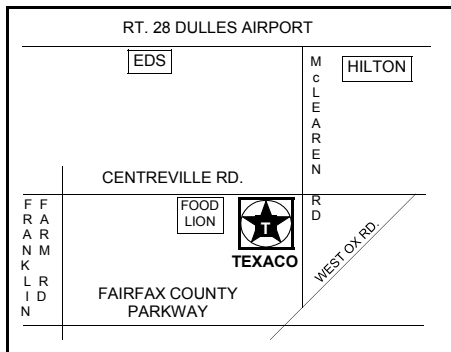 RT. 28 DULLES AIRPORT
EDS
HILTON
McLEAREN RD
CENTREVILLE RD.
FRANKLIN
FARM RD
FOOD
LION
T
TEXACO
WEST OX RD.
FAIRFAX COUNTY
PARKWAY